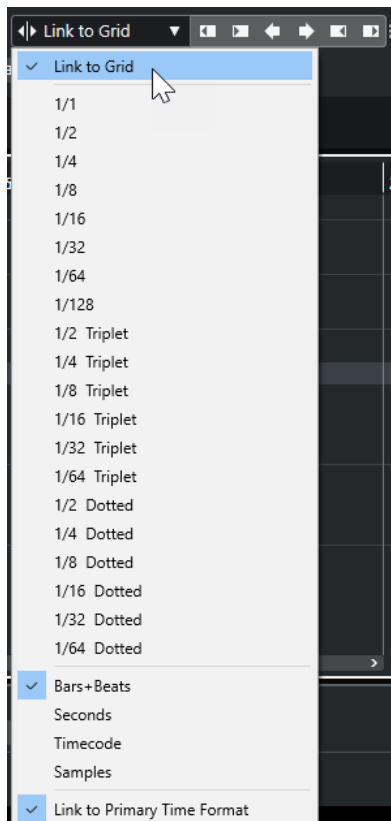 Link to Grid
Link to Grid
1/1
1/2
1/4
1/8
1/16
1/32
1/64
1/128
1/2 Triplet
1/4 Triplet
1/8 Triplet
1/16 Triplet
1/32 Triplet
1/64 Triplet
1/2 Dotted
1/4 Dotted
1/8 Dotted
1/16 Dotted
1/32 Dotted
1/64 Dotted
Bars+Beats
Seconds
Timecode
Samples
Link to Primary Time Format